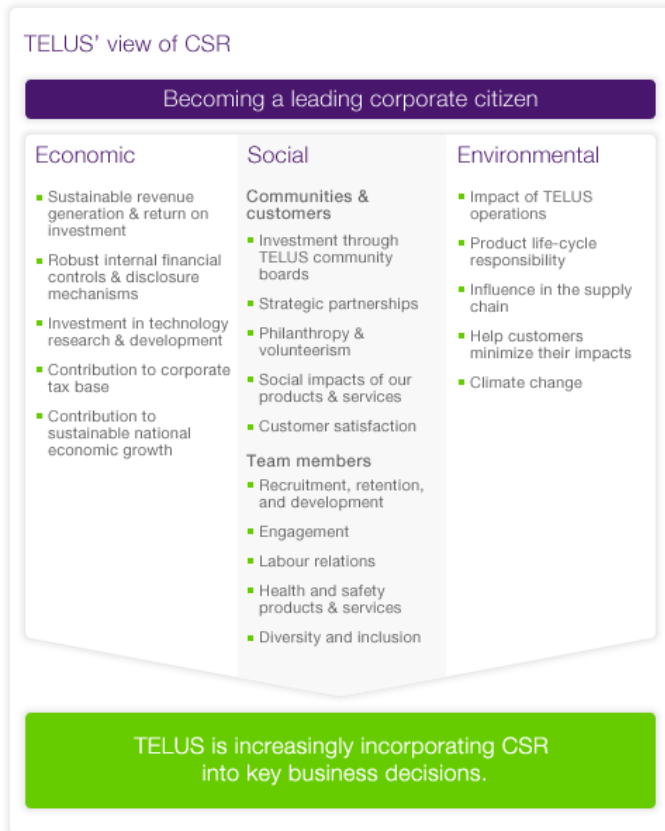 TELUS’ view of CSR
Becoming a leading corporate citizen
Economic
Sustainable revenue
generation & return on
investment
Robust internal financial
controls & disclosure
mechanisms
Investment in technology
research & development
Contribution to corporate
tax base
Contribution to
sustainable national
economic growth
Social
Communities &
customers
Investment through
TELUS community
boards
Strategic partnerships
Philanthropy &
volunteerism
Social impacts of our
products & services
Customer satisfaction
Team members
Recruitment, retention,
and development
Engagement
Labour relations
Health and safety
products & services
Diversity and inclusion
Environmental
Impact of TELUS
operations
Product life-cycle
responsibility
Influence in the supply
chain
Help customers
minimize their impacts
Climate change
TELUS is increasingly incorporating CSR
into key business decisions.